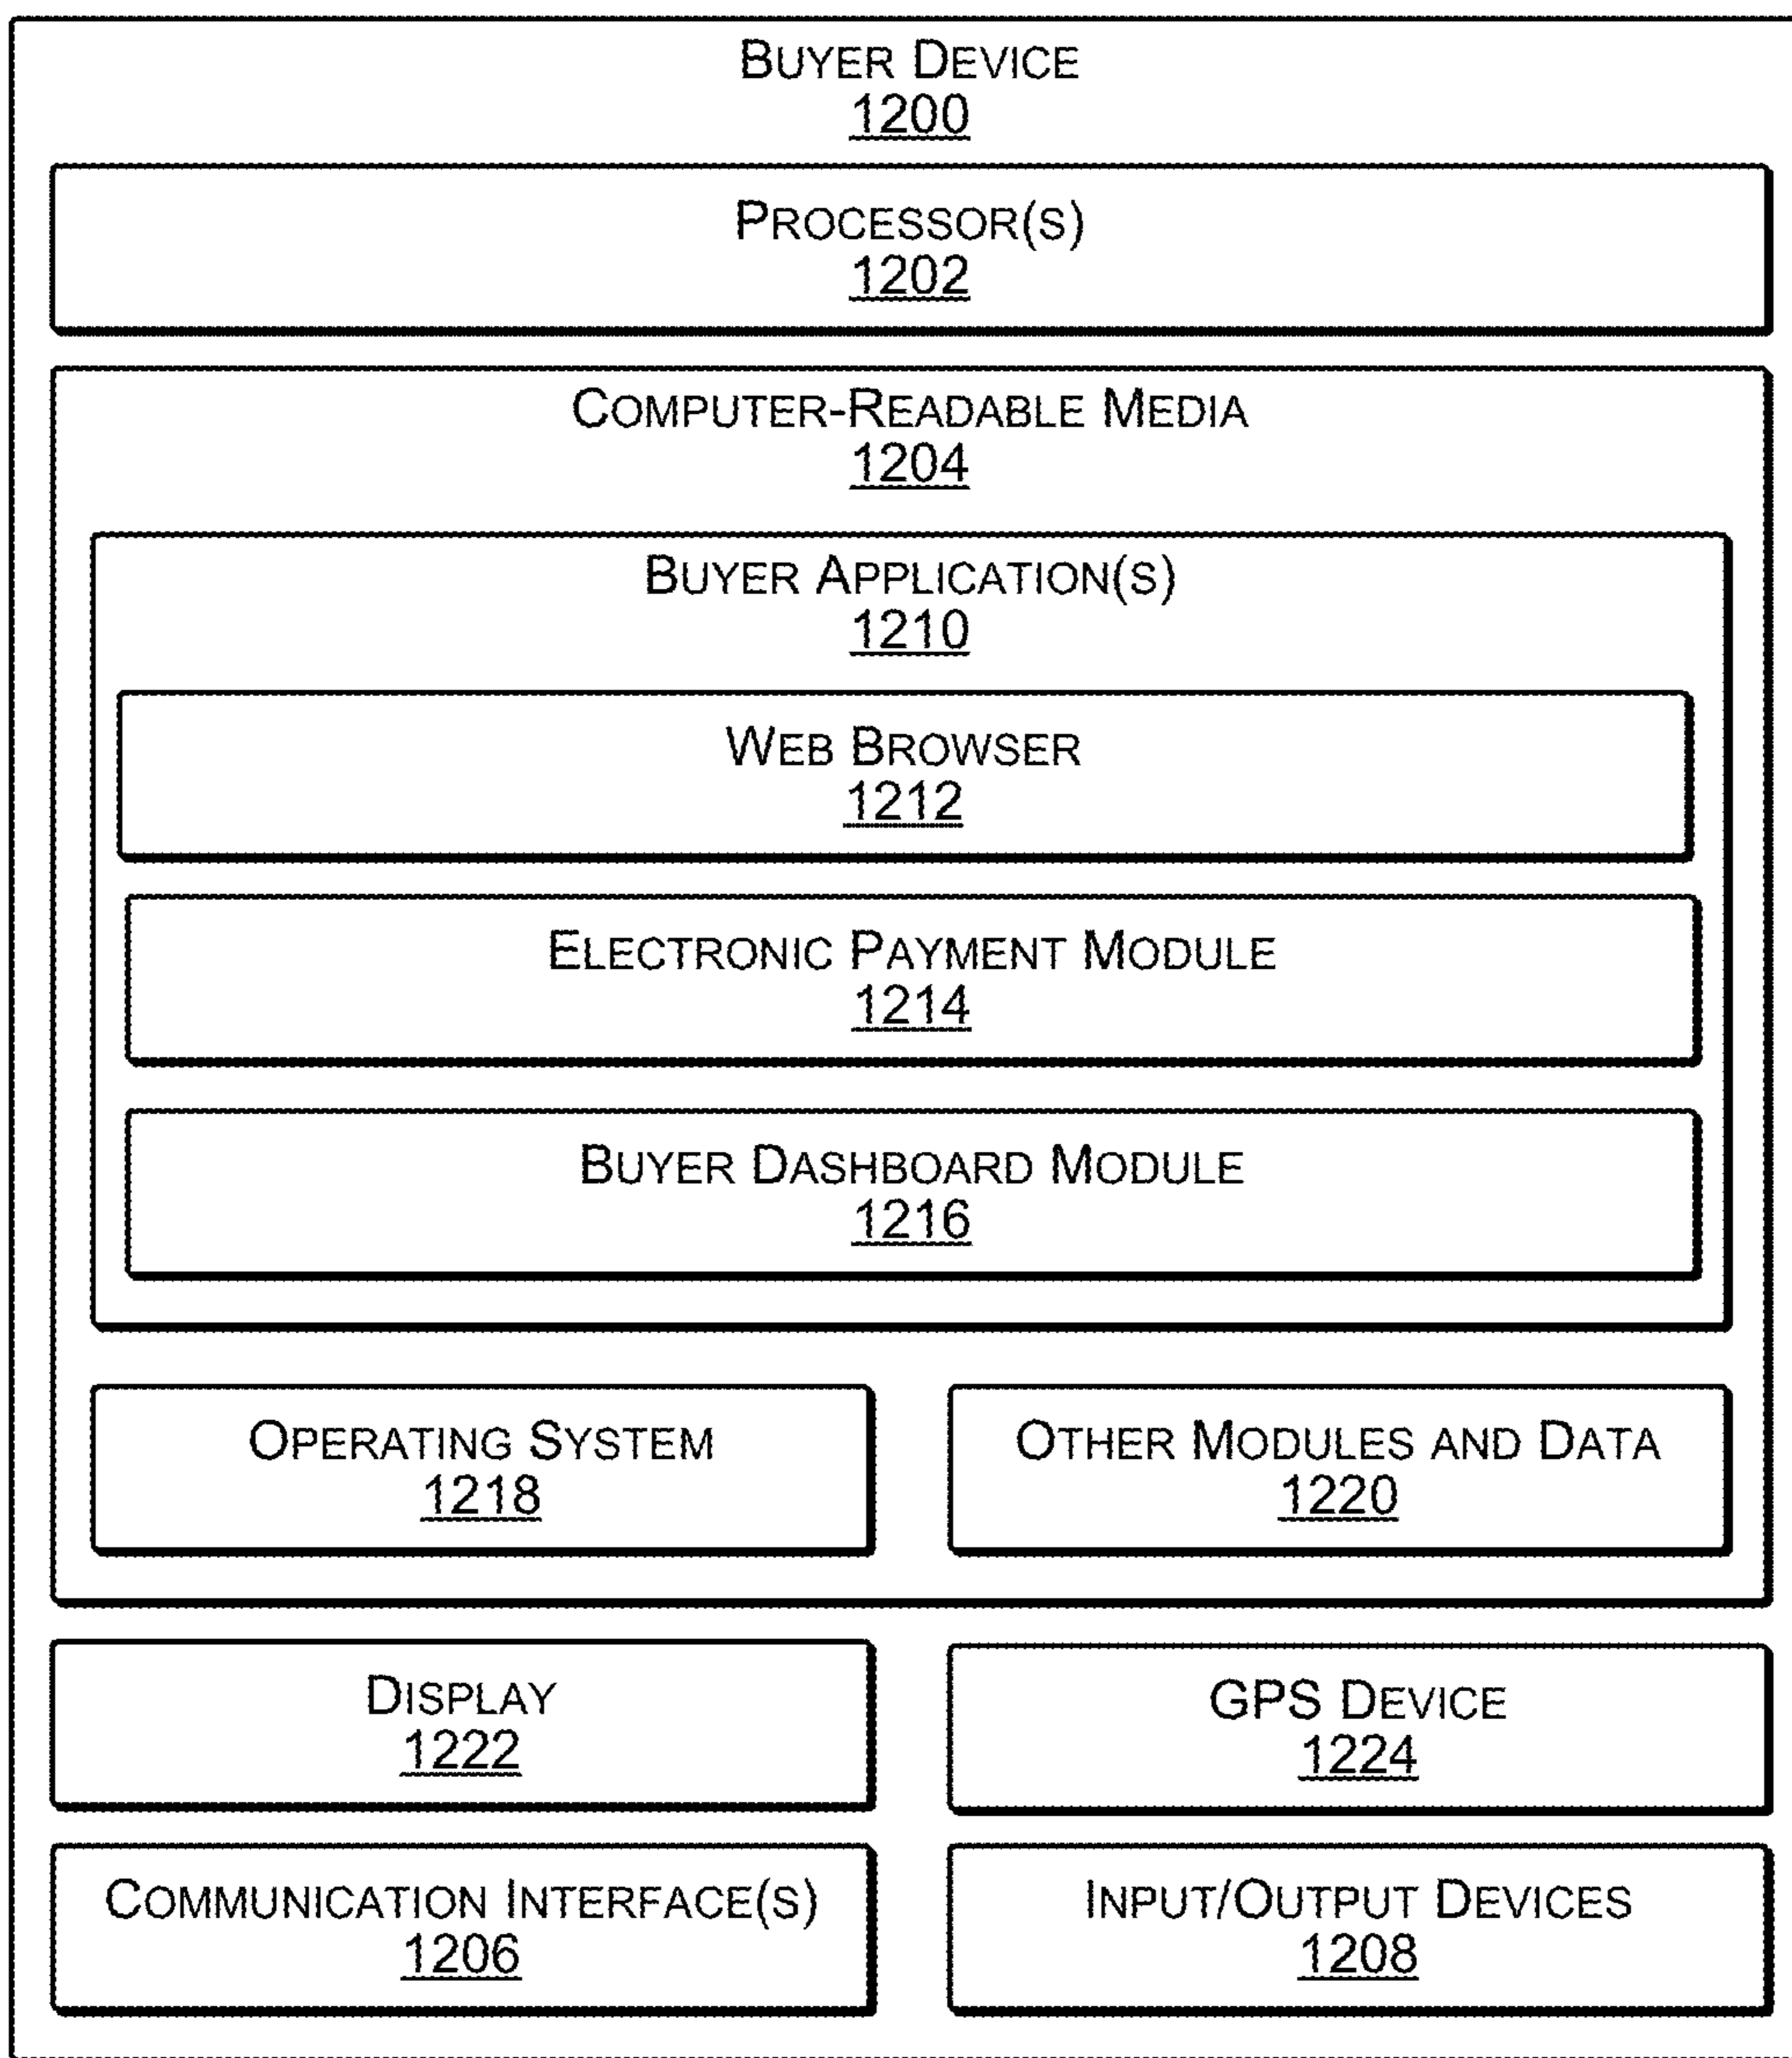 BUYER DEVICE
1200
PROCESSOR(S)
1202
COMPUTER-READABLE MEDIA
1204
BUYER APPLICATION(S)
1210
WEB BROWSER
1212
ELECTRONIC PAYMENT MODULE
1214
BUYER DASHBOARD MODULE
1216
OPERATING SYSTEM
1218
OTHER MODULES AND DATA
1220
DISPLAY
1222
GPS DEVICE
1224
COMMUNICATION INTERFACE(S)
1206
INPUT/OUTPUT DEVICES
1208